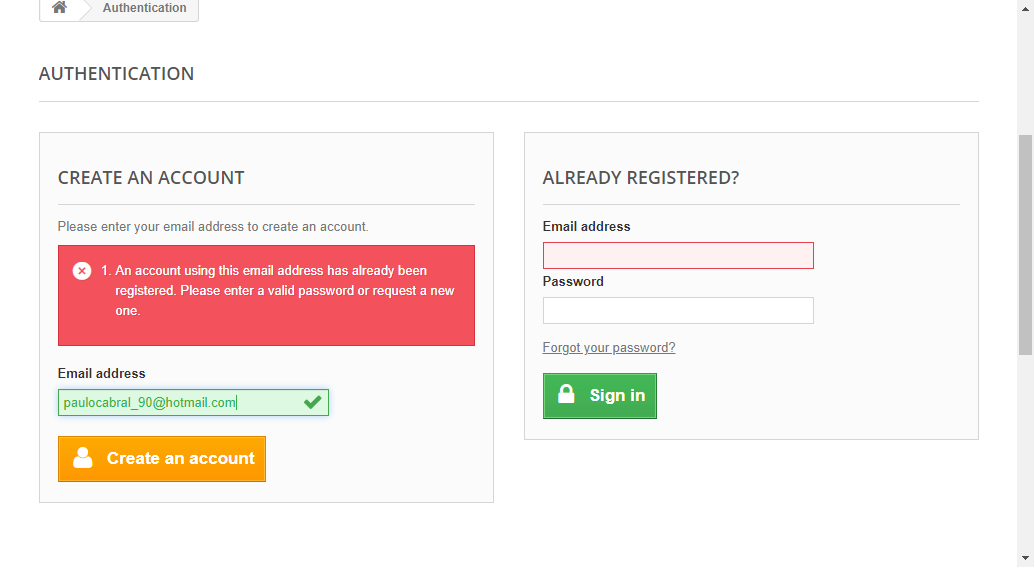 Authentication
AUTHENTICATION
CREATE AN ACCOUNT
Please enter your email address to create an account.
1. An account using this email address has already been
registered. Please enter a valid password or request a new
one.
Email address
paulocabral_90@hotmail.com
Create an account
ALREADY REGISTERED?
Email address
Password
Forgot your password?
Sign in